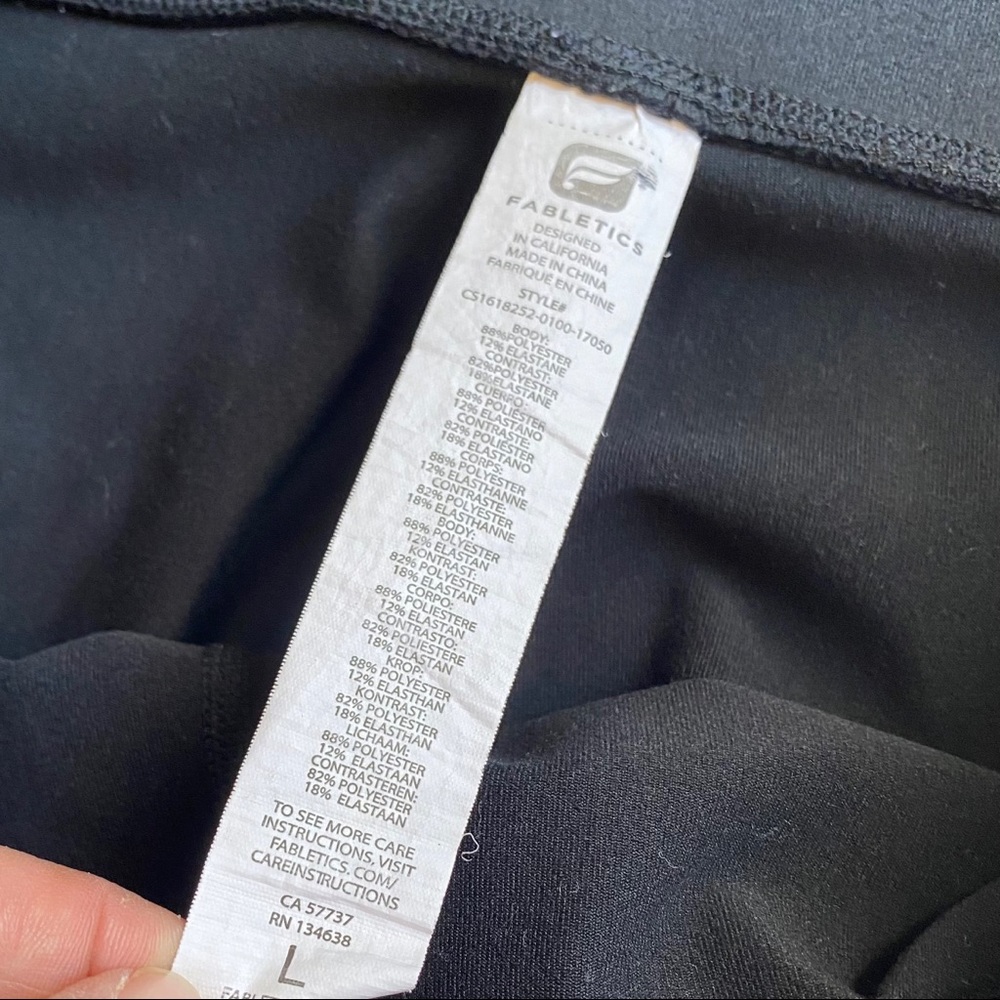 FABLETICS
DESIGNED
IN CALIFORNIA
MADE IN CHINA
FABRIQUE EN CHINE
STYLE#
CS1618252-0100-17050
BODY:
88%POLYESTER
12% ELASTANE
CONTRAST:
82%POLYESTER
18%ELASTANE
CUERPO:
88% POLIÉSTER
12% ELASTANO
CONTRASTE:
82% POLIÉSTER
18% ELASTANO
CORPS:
88% POLYESTER
12% ELASTHANNE
CONTRASTE:
82% POLYESTER
18% ELASTHANNE
BODY:
88% POLYESTER
12% ELASTAN
KONTRAST:
82% POLYESTER
18% ELASTAN
CORPO:
88% POLIESTERE
12% ELASTAN
CONTRASTO:
82% POLIESTERE
18% ELASTAN
KROP:
88% POLYESTER
12% ELASTHAN
KONTRAST:
82% POLYESTER
18% ELASTHAN
LICHAAM:
88% POLYESTER
12% ELASTAAN
CONTRASTEREN:
82% POLYESTER
18% ELASTAAN
TO SEE MORE CARE
INSTRUCTIONS, VISIT
FABLETICS.COM/
CAREINSTRUCTIONS
CA 57737
RN 134638
L